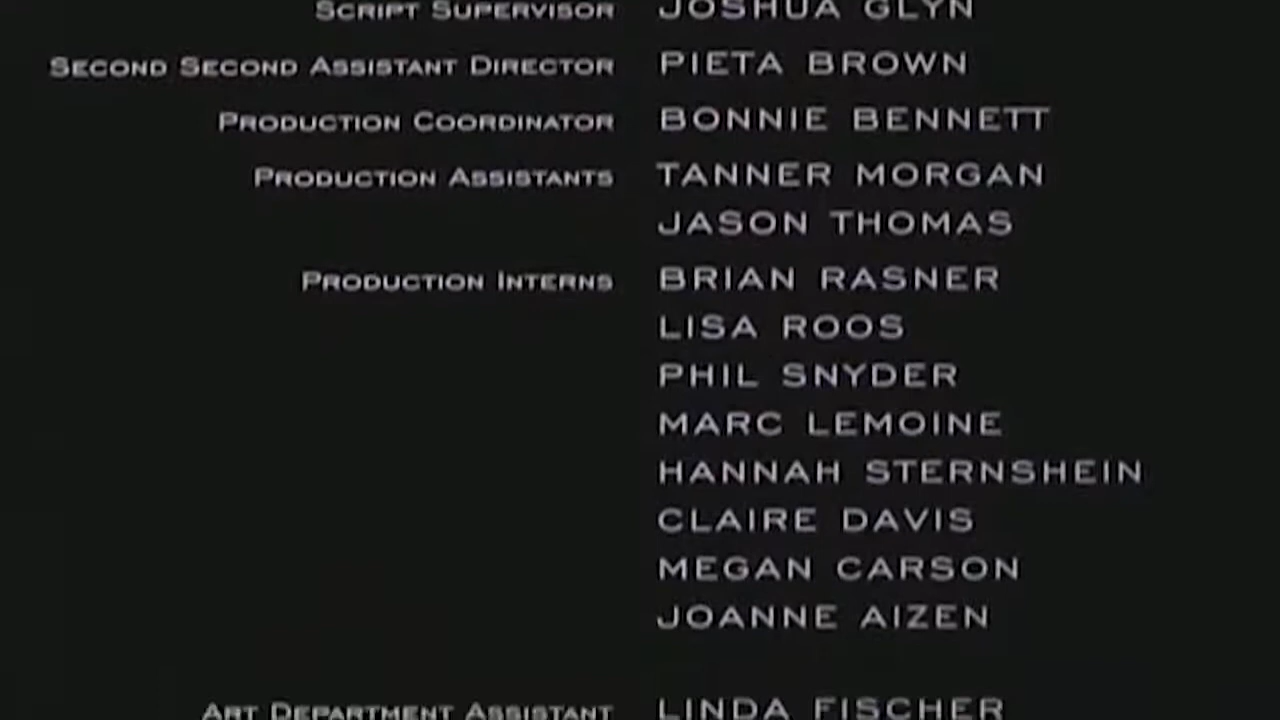 SCRIPT SUPERVISOR JOSHUA GLYN
SECOND SECOND ASSISTANT DIRECTOR PIETA BROWN
PRODUCTION COORDINATOR BONNIE BENNETT
PRODUCTION ASSISTANTS TANNER MORGAN
JASON THOMAS
PRODUCTION INTERNS BRIAN RASNER
LISA ROOS
PHIL SNYDER
MARC LEMOINE
HANNAH STERNSHEIN
CLAIRE DAVIS
MEGAN CARSON
JOANNE AIZEN
ART DEPARTMENT ASSISTANT LINDA FISCHER